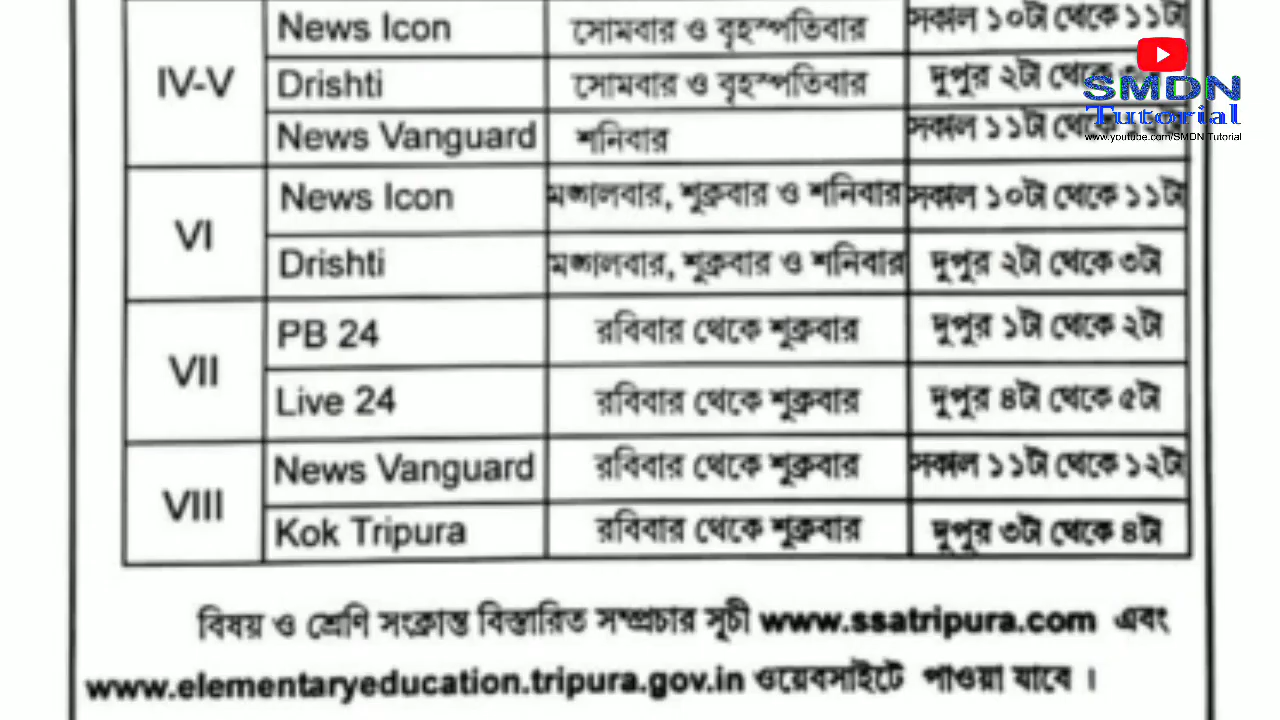 News Icon সোমবার ও বৃহস্পতিবার সকাল ১০টা থেকে ১১টা
IV-V Drishti সোমবার ও বৃহস্পতিবার দুপুর ২টা থেকে
News Vanguard শনিবার সকাল ১১টা থেকে
SMDN
Tutorial
www.youtube.com/SMDN Tutorial
VI News Icon মঙ্গালবার, শুক্রবার ও শনিবার সকাল ১০টা থেকে ১১টা
Drishti মঙ্গালবার, শুক্রবার ও শনিবার দুপুর ২টা থেকে ৩টা
VII PB 24 রবিবার থেকে শুক্রবার দুপুর ১টা থেকে ২টা
Live 24 রবিবার থেকে শুক্রবার দুপুর ৪টা থেকে ৫টা
VIII News Vanguard রবিবার থেকে শুক্রবার সকাল ১১টা থেকে ১২টা
Kok Tripura রবিবার থেকে শুক্রবার দুপুর ৩টা থেকে ৪টা
বিষয় ও শ্রেণি সংক্রান্ত বিস্তারিত সম্প্রচার সূচী www.ssatripura.com এবং
www.elementaryeducation.tripura.gov.in ওয়েবসাইটে পাওয়া যাবে ।